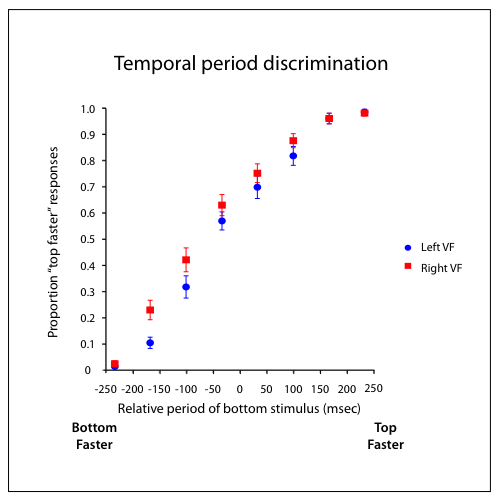 Temporal period discrimination
1.0
0.9
0.8
0.7
0.6
0.5
0.4
0.3
0.2
0.1
0
Proportion “top faster” responses
-250 -200 -150 -100 -50 0 50 100 150 200 250
Relative period of bottom stimulus (msec)
Bottom
Faster
Top
Faster
Left VF
Right VF